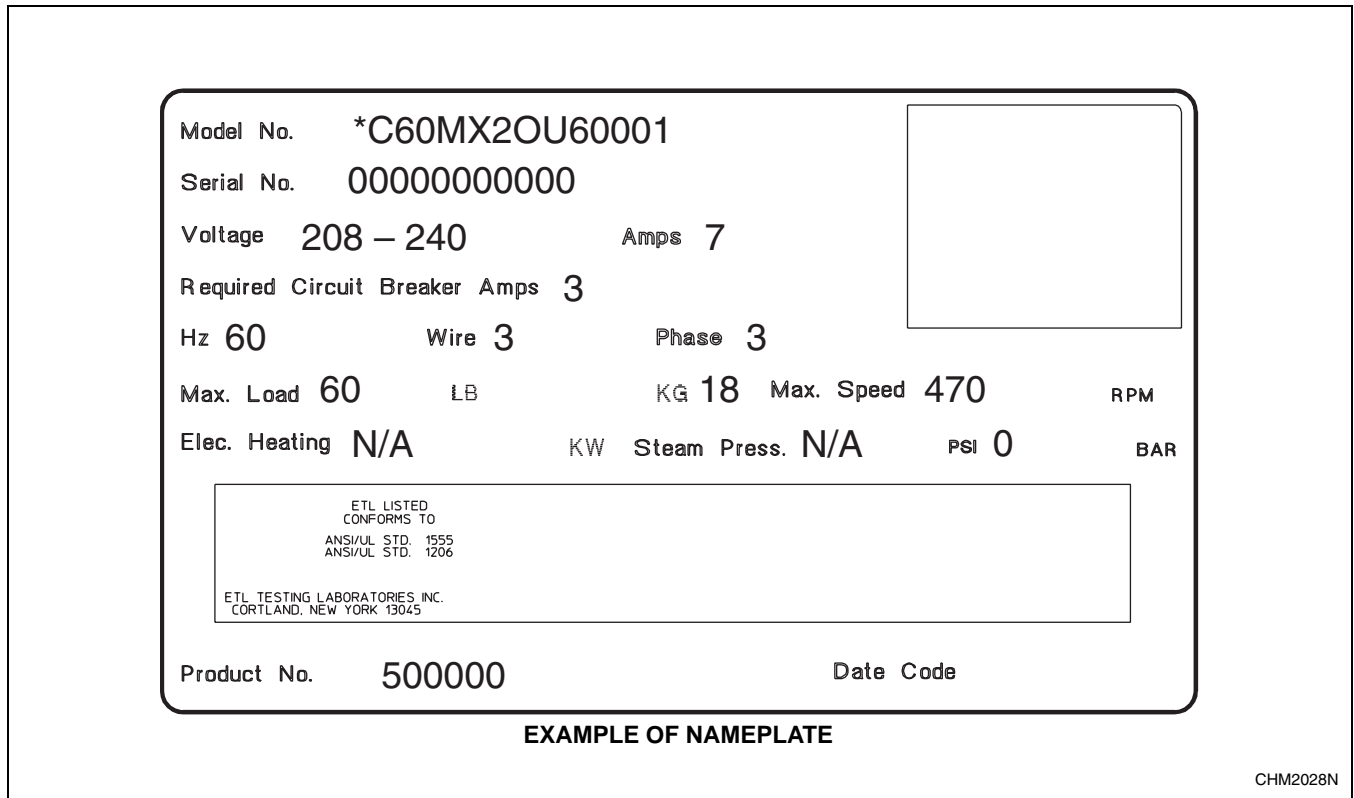 Model No. *C60MX2OU60001
Serial No. 00000000000
Voltage 208 – 240 Amps 7
Required Circuit Breaker Amps 3
Hz 60 Wire 3 Phase 3
Max. Load 60 LB KG 18 Max. Speed 470 RPM
Elec. Heating N/A KW Steam Press. N/A PSI 0 BAR
ETL LISTED
CONFORMS TO
ANSI/UL STD. 1555
ANSI/UL STD. 1206
ETL TESTING LABORATORIES INC.
CORTLAND, NEW YORK 13045
Product No. 500000 Date Code
EXAMPLE OF NAMEPLATE
CHM2028N